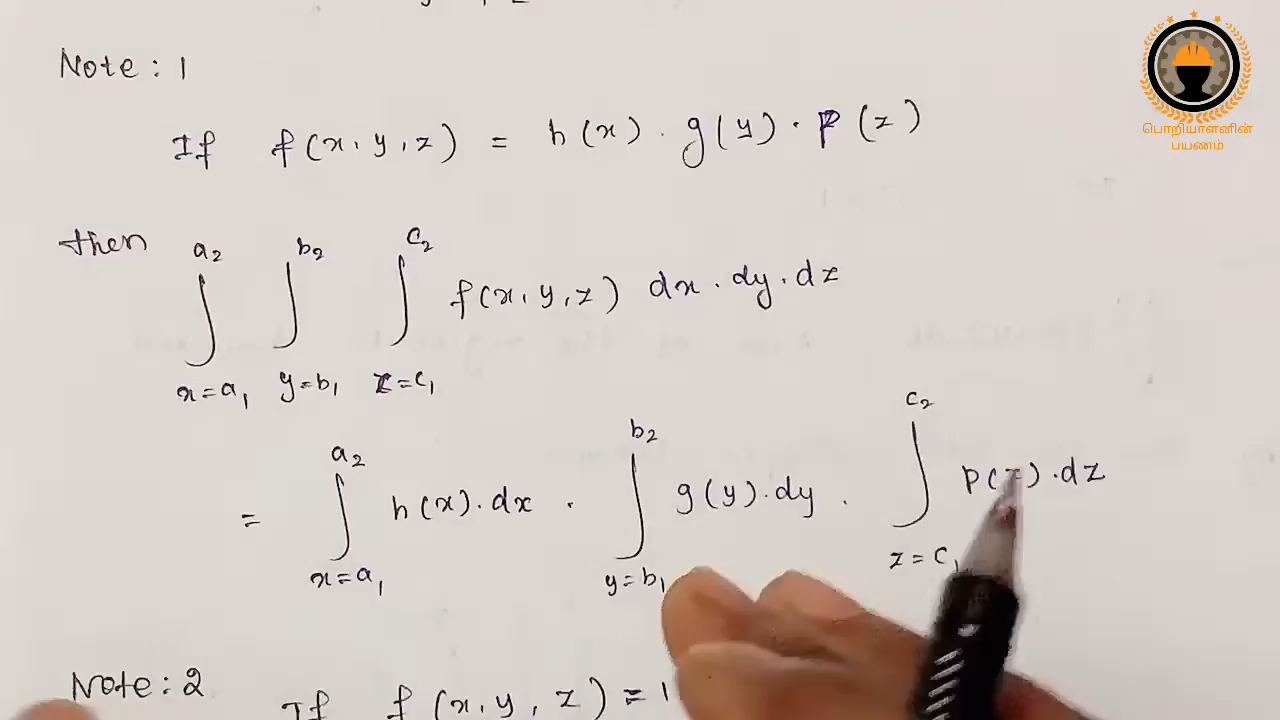 பொறியாளனின்
பயணம்
Note : 1
If f(x, y, z) = h(x) . g(y) . P(z)
then ∫_{x=a₁}^{a₂} ∫_{y=b₁}^{b₂} ∫_{z=c₁}^{c₂} f(x, y, z) dx . dy . dz
= ∫_{x=a₁}^{a₂} h(x) . dx . ∫_{y=b₁}^{b₂} g(y) . dy . ∫_{z=c₁}^{c₂} p(z) . dz
Note : 2
If f(x, y, z) = 1